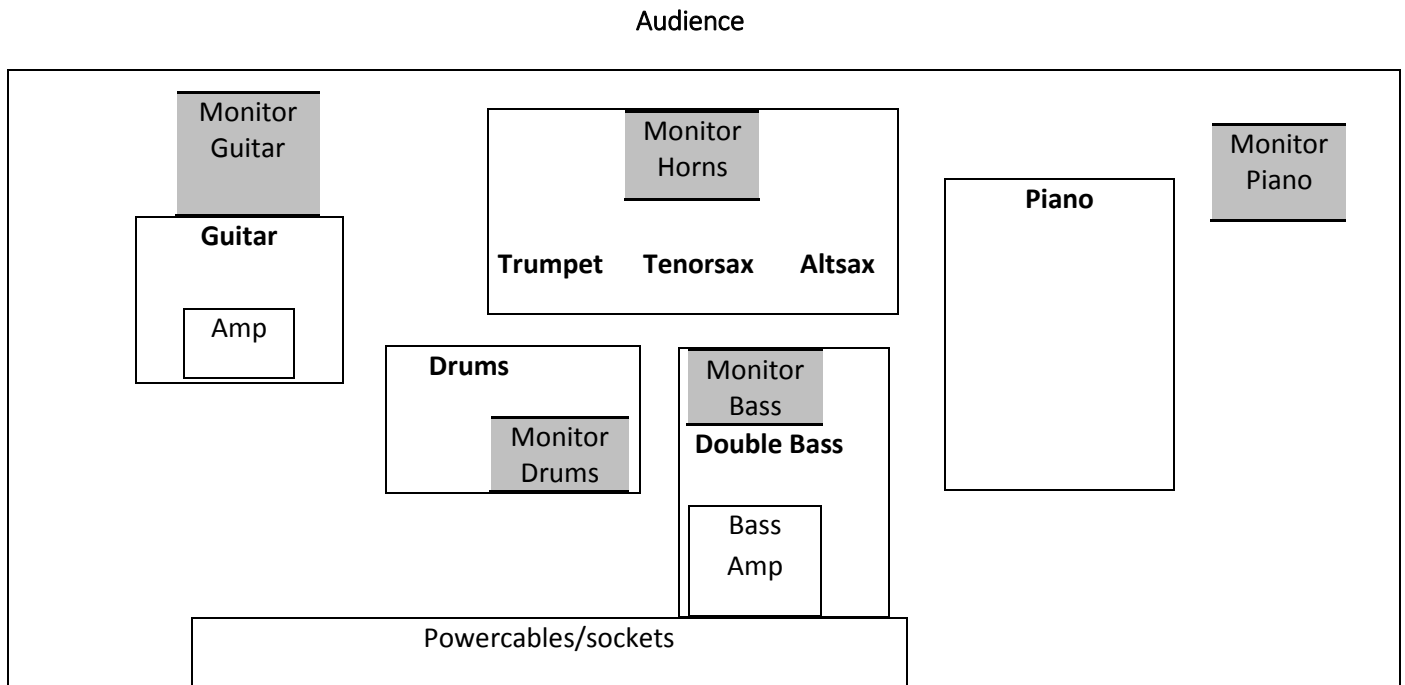 Audience
Monitor
Guitar
Guitar
Amp
Monitor
Horns
Trumpet Tenorsax Altsax
Piano
Monitor
Piano
Drums
Monitor
Drums
Monitor
Bass
Double Bass
Bass
Amp
Powercables/sockets